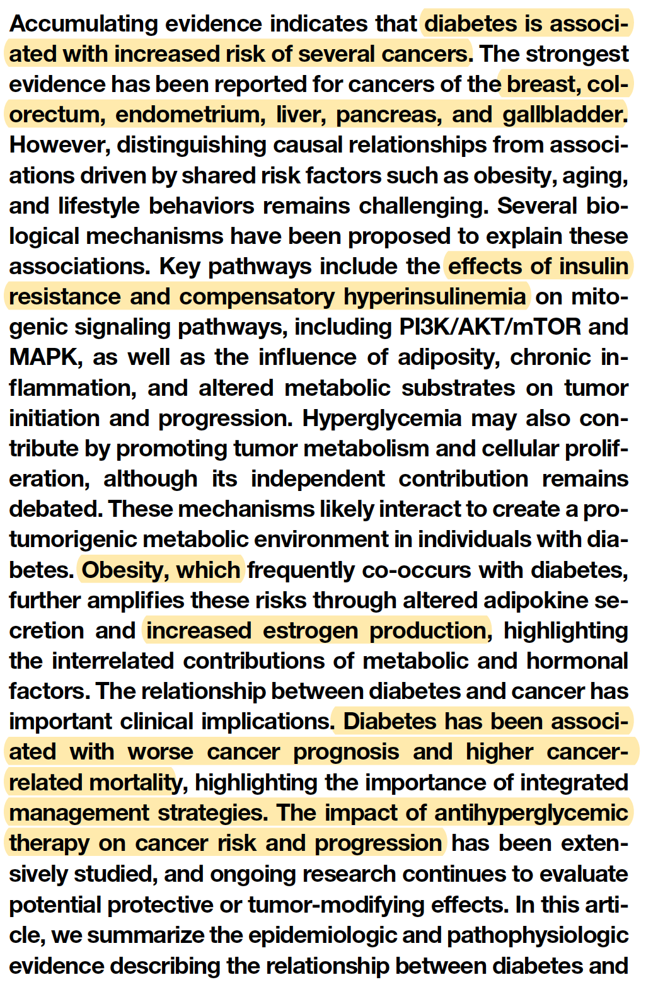 Accumulating evidence indicates that diabetes is associ-
ated with increased risk of several cancers. The strongest
evidence has been reported for cancers of the breast, col-
orectum, endometrium, liver, pancreas, and gallbladder.
However, distinguishing causal relationships from associ-
ations driven by shared risk factors such as obesity, aging,
and lifestyle behaviors remains challenging. Several bio-
logical mechanisms have been proposed to explain these
associations. Key pathways include the effects of insulin
resistance and compensatory hyperinsulinemia on mito-
genic signaling pathways, including PI3K/AKT/mTOR and
MAPK, as well as the influence of adiposity, chronic in-
flammation, and altered metabolic substrates on tumor
initiation and progression. Hyperglycemia may also con-
tribute by promoting tumor metabolism and cellular prolif-
eration, although its independent contribution remains
debated. These mechanisms likely interact to create a pro-
tumorigenic metabolic environment in individuals with dia-
betes. Obesity, which frequently co-occurs with diabetes,
further amplifies these risks through altered adipokine se-
cretion and increased estrogen production, highlighting
the interrelated contributions of metabolic and hormonal
factors. The relationship between diabetes and cancer has
important clinical implications. Diabetes has been associ-
ated with worse cancer prognosis and higher cancer-
related mortality, highlighting the importance of integrated
management strategies. The impact of antihyperglycemic
therapy on cancer risk and progression has been exten-
sively studied, and ongoing research continues to evaluate
potential protective or tumor-modifying effects. In this arti-
cle, we summarize the epidemiologic and pathophysiologic
evidence describing the relationship between diabetes and